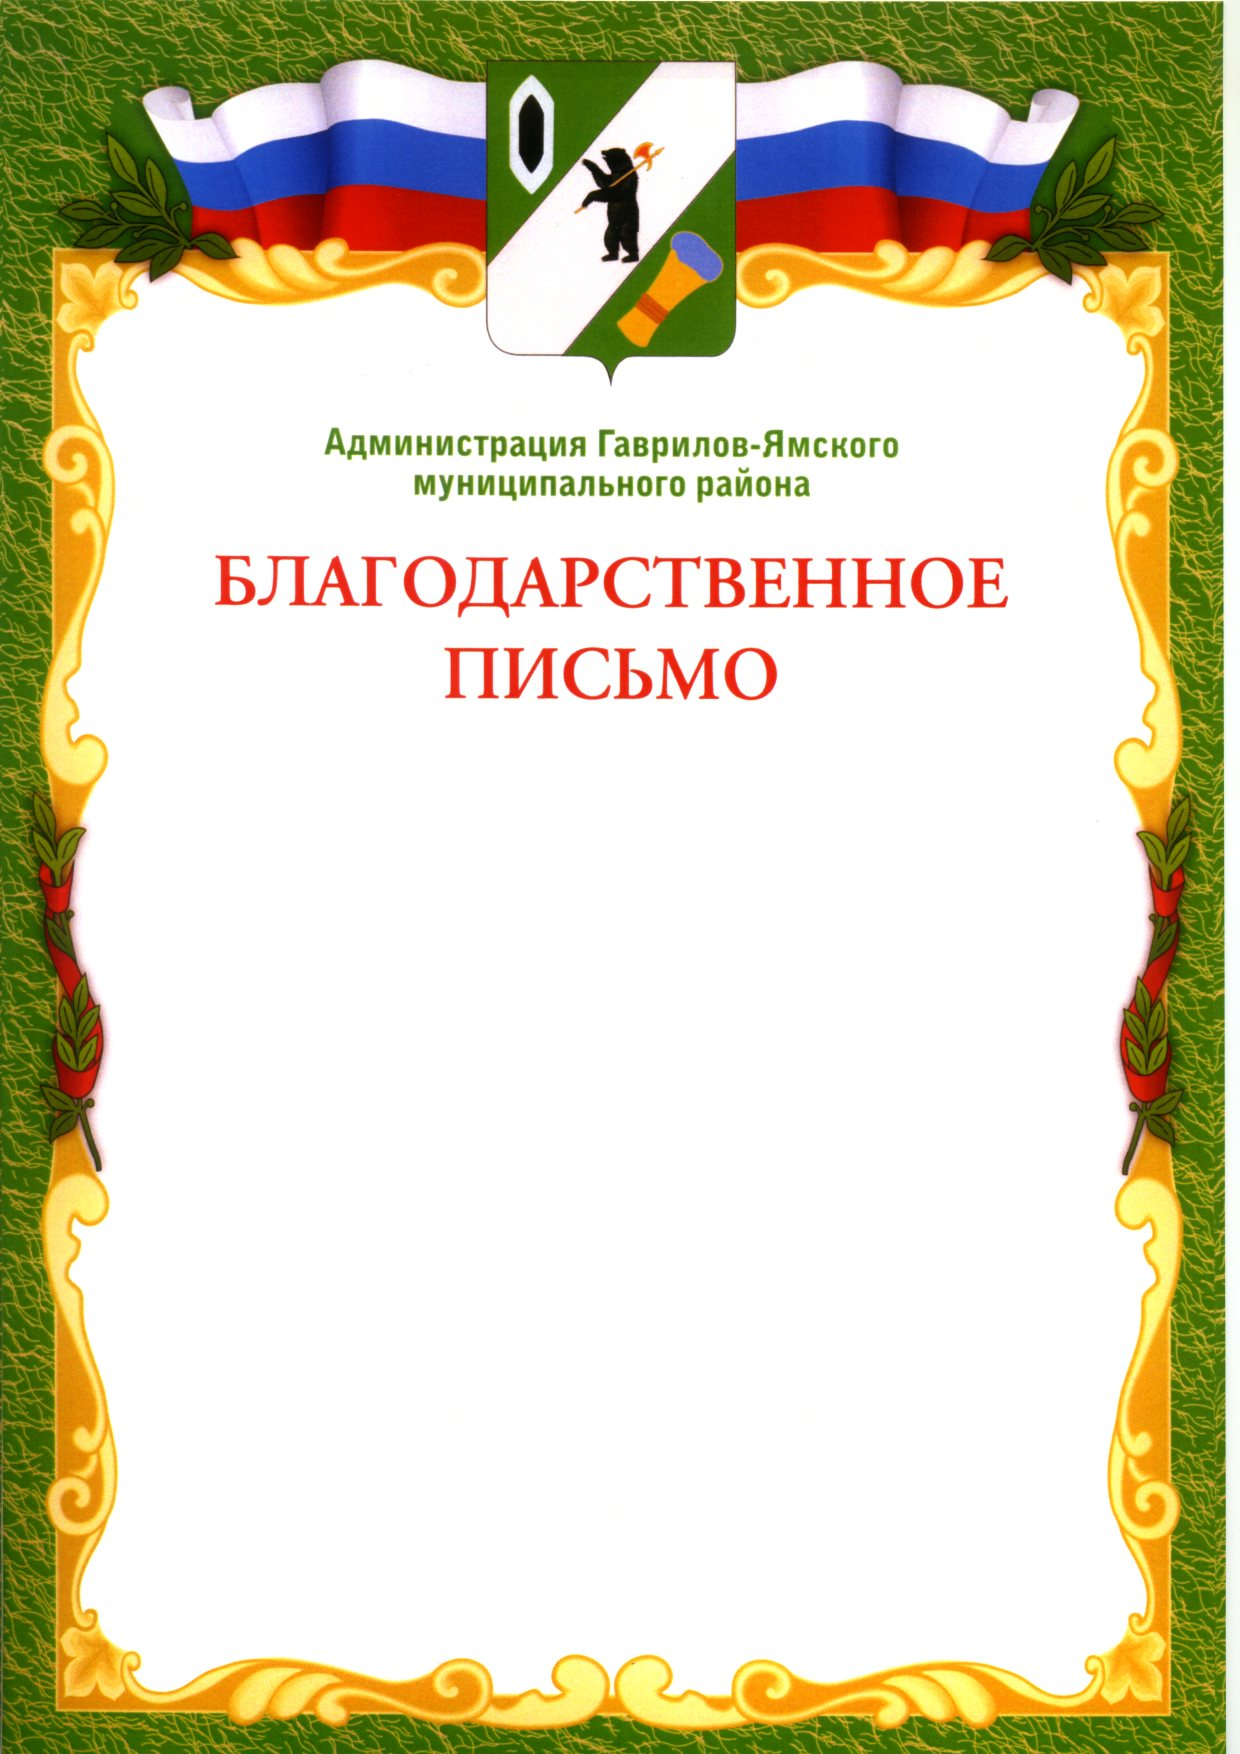 Администрация Гаврилов-Ямского
муниципального района
БЛАГОДАРСТВЕННОЕ
ПИСЬМО